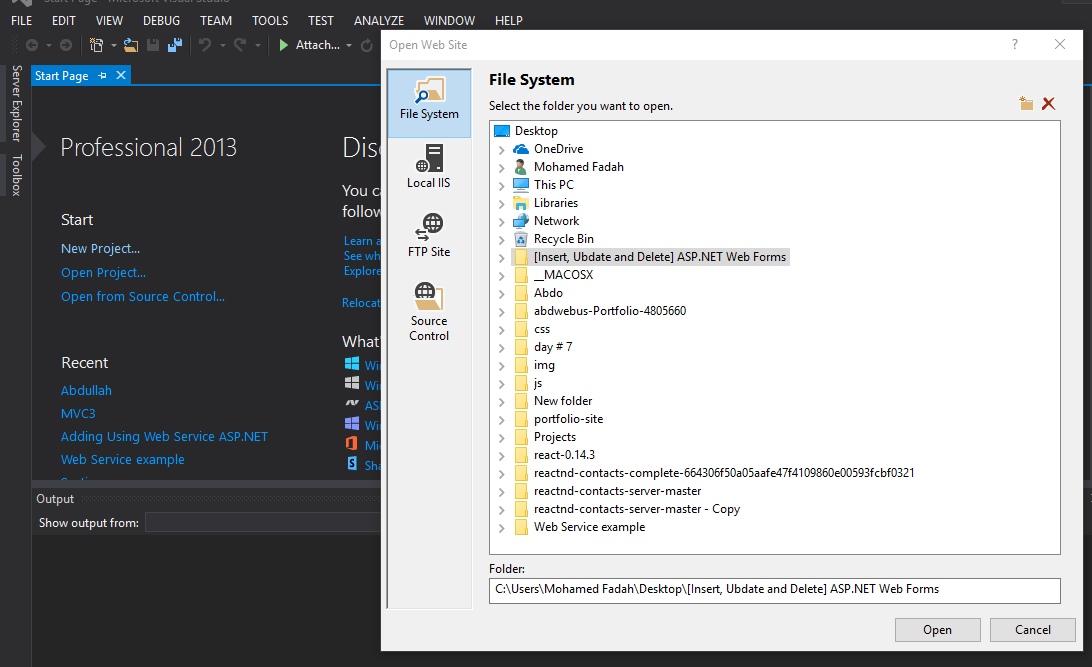 Start Page - Microsoft Visual Studio
FILE EDIT VIEW DEBUG TEAM TOOLS TEST ANALYZE WINDOW HELP
Attach...
Server Explorer
Toolbox
Start Page
Professional 2013
Start
New Project...
Open Project...
Open from Source Control...
Recent
Abdullah
MVC3
Adding Using Web Service ASP.NET
Web Service example
Disc
You ca
follow
Learn a
See wh
Explore
Relocat
What'
Win
Win
ASP
Win
Mic
Sha
Output
Show output from:
Open Web Site
?
File System
Local IIS
FTP Site
Source
Control
File System
Select the folder you want to open.
Desktop
OneDrive
Mohamed Fadah
This PC
Libraries
Network
Recycle Bin
[Insert, Ubdate and Delete] ASP.NET Web Forms
__MACOSX
Abdo
abdwebus-Portfolio-4805660
css
day # 7
img
js
New folder
portfolio-site
Projects
react-0.14.3
reactnd-contacts-complete-664306f50a05aafe47f4109860e00593fcbf0321
reactnd-contacts-server-master
reactnd-contacts-server-master - Copy
Web Service example
Folder:
C:\Users\Mohamed Fadah\Desktop\[Insert, Ubdate and Delete] ASP.NET Web Forms
Open
Cancel